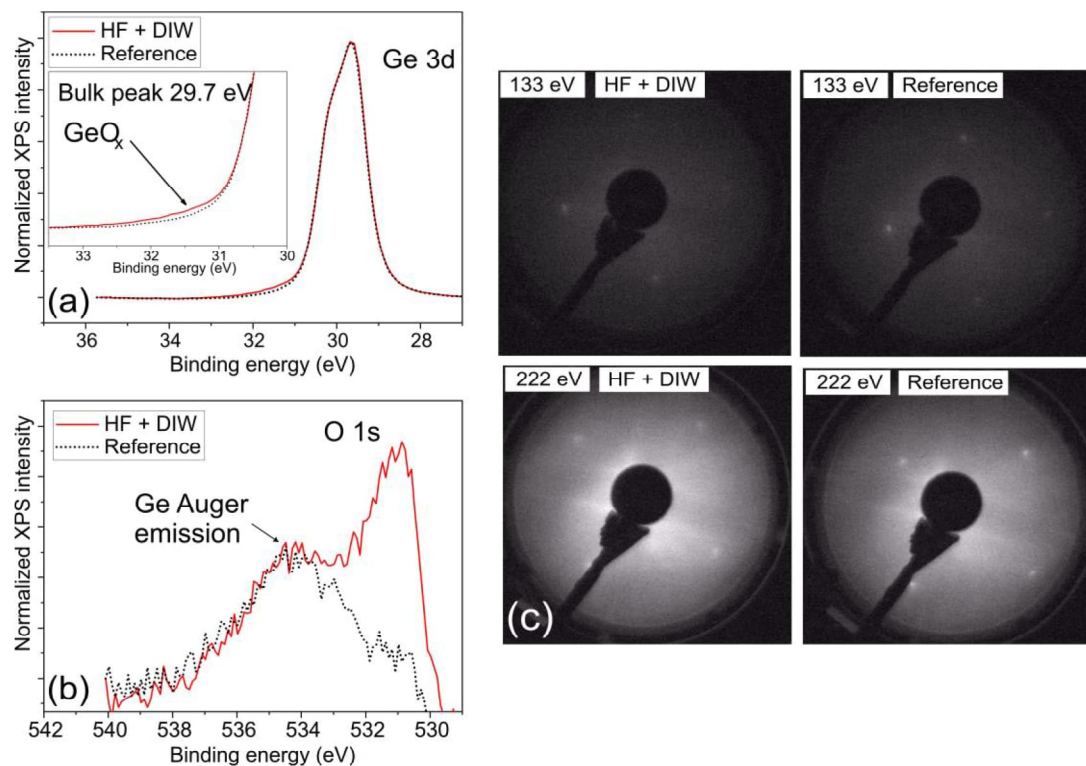 HF + DIW
Reference
Ge 3d
Bulk peak 29.7 eV
GeOx
33 32 31 30
Binding energy (eV)
Normalized XPS intensity
(a)
36 34 32 30 28
Binding energy (eV)
HF + DIW
Reference
O 1s
Ge Auger
emission
Normalized XPS intensity
(b)
542 540 538 536 534 532 530
Binding energy (eV)
133 eV HF + DIW
133 eV Reference
222 eV HF + DIW
222 eV Reference
(c)